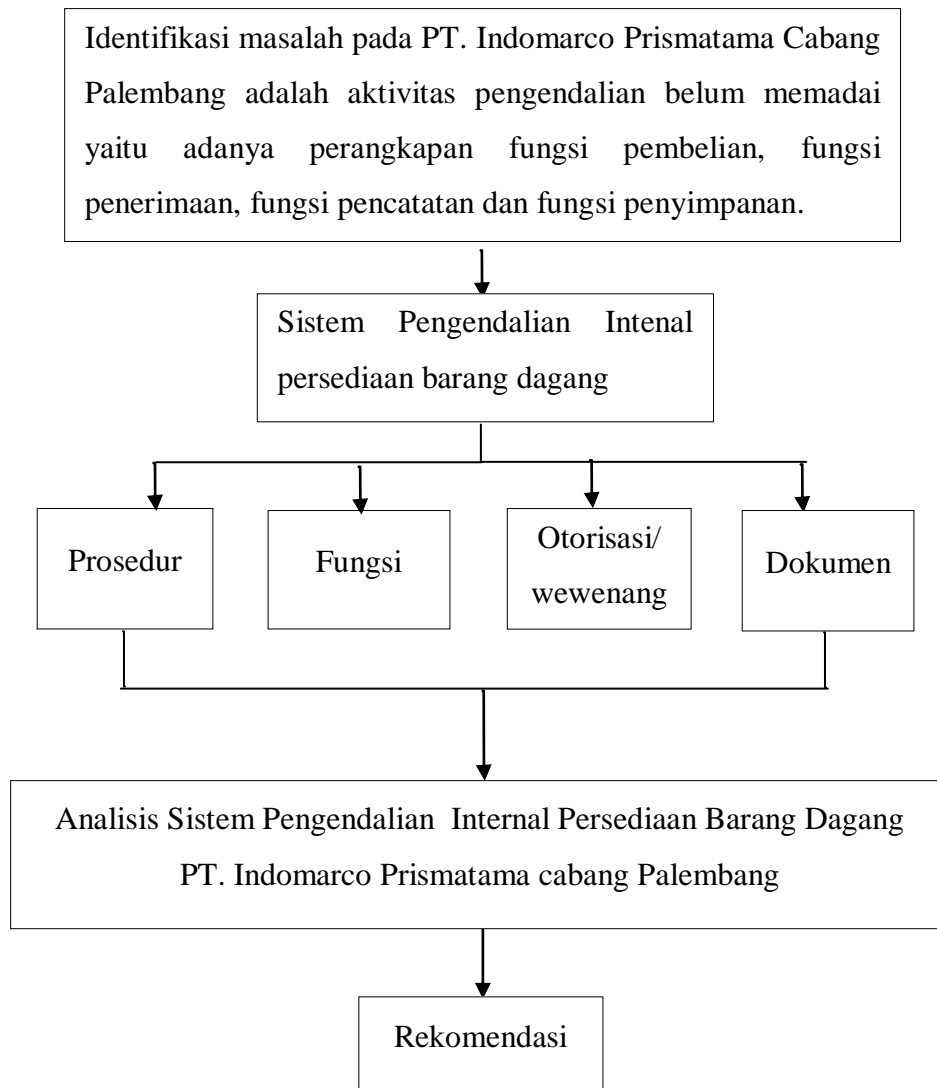 Identifikasi masalah pada PT. Indomarco Prismatama Cabang
Palembang adalah aktivitas pengendalian belum memadai
yaitu adanya perangkapan fungsi pembelian, fungsi
penerimaan, fungsi pencatatan dan fungsi penyimpanan.
Sistem Pengendalian Intenal
persediaan barang dagang
Prosedur
Fungsi
Otorisasi/
wewenang
Dokumen
Analisis Sistem Pengendalian Internal Persediaan Barang Dagang
PT. Indomarco Prismatama cabang Palembang
Rekomendasi